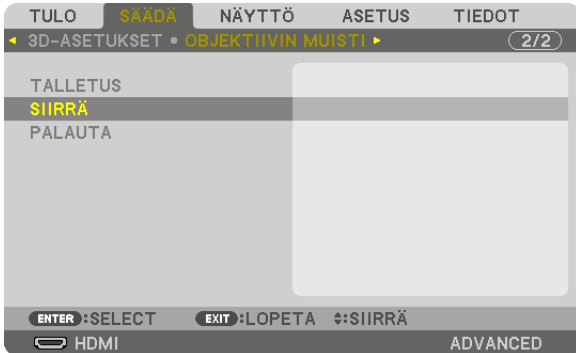 TULO SÄÄDÄ NÄYTTÖ ASETUS TIEDOT
3D-ASETUKSET • OBJEKTIIVIN MUISTI 2/2
TALLETUS
SIIRRÄ
PALAUTA
ENTER :SELECT EXIT :LOPETA :SIIRRÄ
HDMI ADVANCED